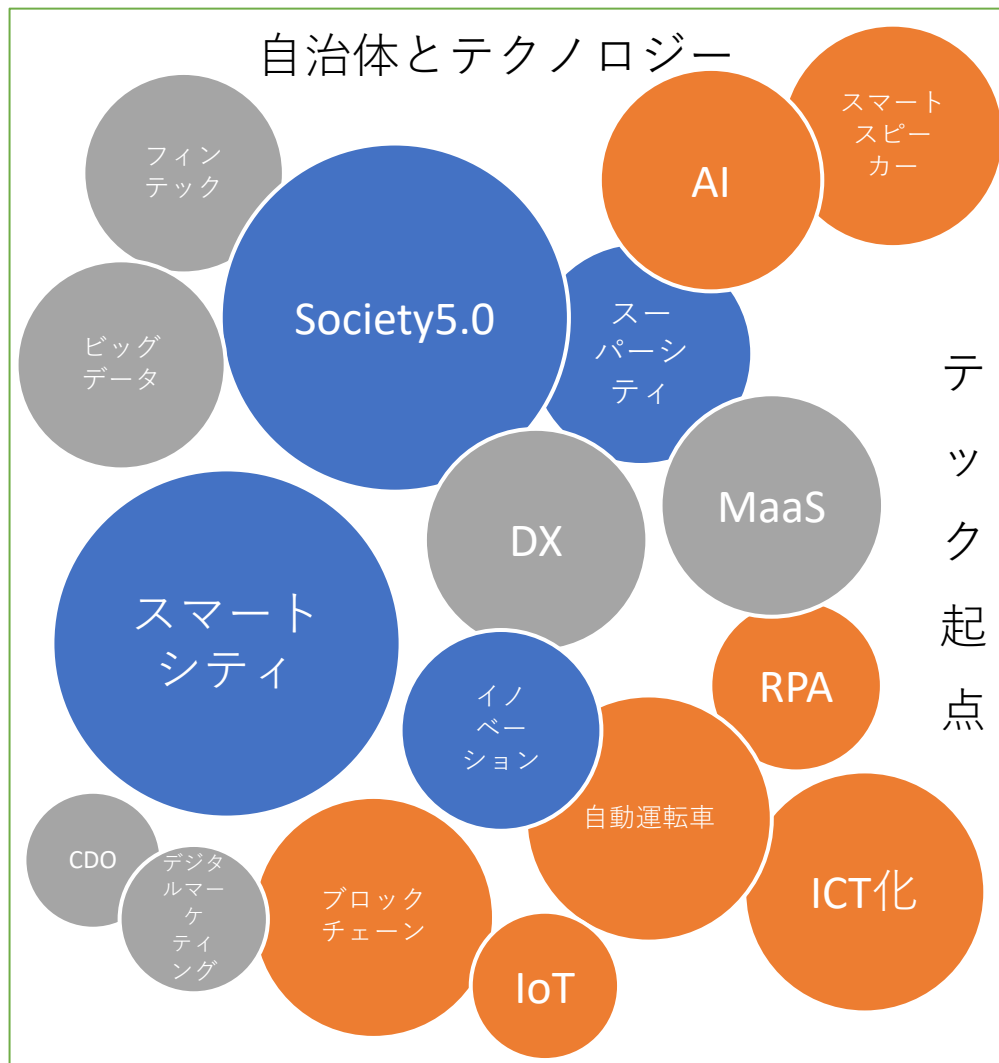 自治体とテクノロジー
スマート
スピー
カー
AI
フィン
テック
Society5.0
スー
パーシ
ティ
ビッグ
データ
テ
ッ
ク
起
点
MaaS
DX
スマート
シティ
RPA
イノ
ベー
ション
自動運転車
CDO
デジタ
ルマー
ケ
ティ
ング
ブロック
チェーン
ICT化
IoT